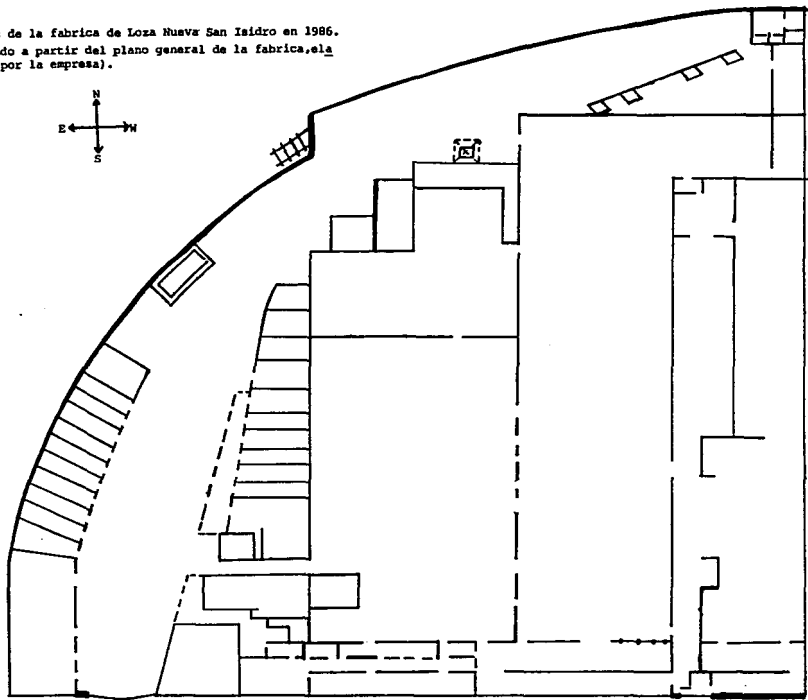 de la fabrica de Loza Nueva San Isidro en 1986.
do a partir del plano general de la fabrica,ela
por la empresa).
N
E W
S